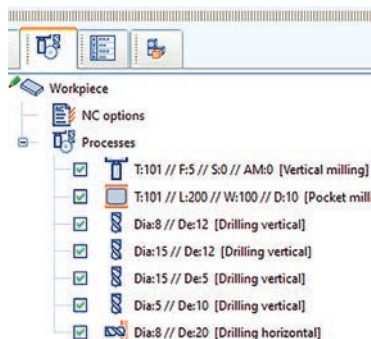 Workpiece
NC options
Processes
T:101 // F:5 // S:0 // AM:0 [Vertical milling]
T:101 // L:200 // W:100 // D:10 [Pocket mill
Dia:8 // De:12 [Drilling vertical]
Dia:15 // De:12 [Drilling vertical]
Dia:15 // De:5 [Drilling vertical]
Dia:5 // De:10 [Drilling vertical]
Dia:8 // De:20 [Drilling horizontal]